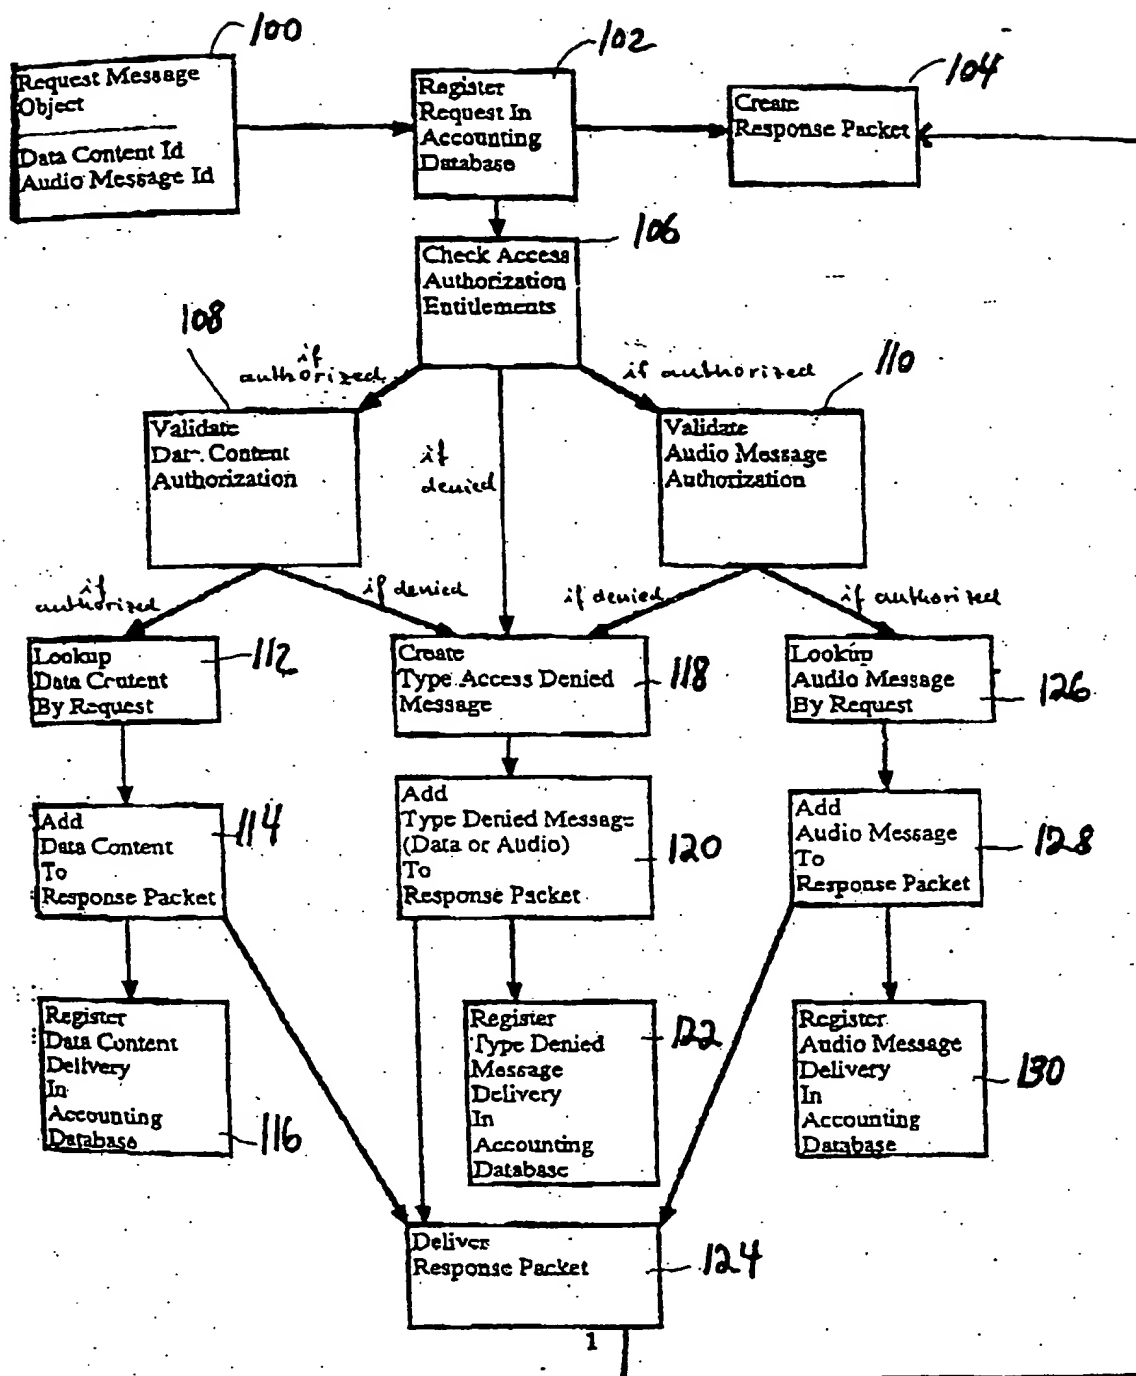 100
Request Message
Object
Data Content Id
Audio Message Id
102
Register
Request In
Accounting
Database
104
Create
Response Packet
106
Check Access
Authorization
Entitlements
108
if
authorized
if authorized
110
Validate
Content
Authorization
if
denied
Validate
Audio Message
Authorization
if
authorized
if denied
if denied
if authorized
Lookup
Data Content
By Request
112
Create
Type Access Denied
Message
118
Lookup
Audio Message
By Request
126
Add
Data Content
To
Response Packet
114
Add
Type Denied Message
(Data or Audio)
To
Response Packet
120
Add
Audio Message
To
Response Packet
128
Register
Data Content
Delivery
In
Accounting
Database
116
Register
Type Denied
Message
Delivery
In
Accounting
Database
122
Register
Audio Message
Delivery
In
Accounting
Database
130
Deliver
Response Packet
124
1